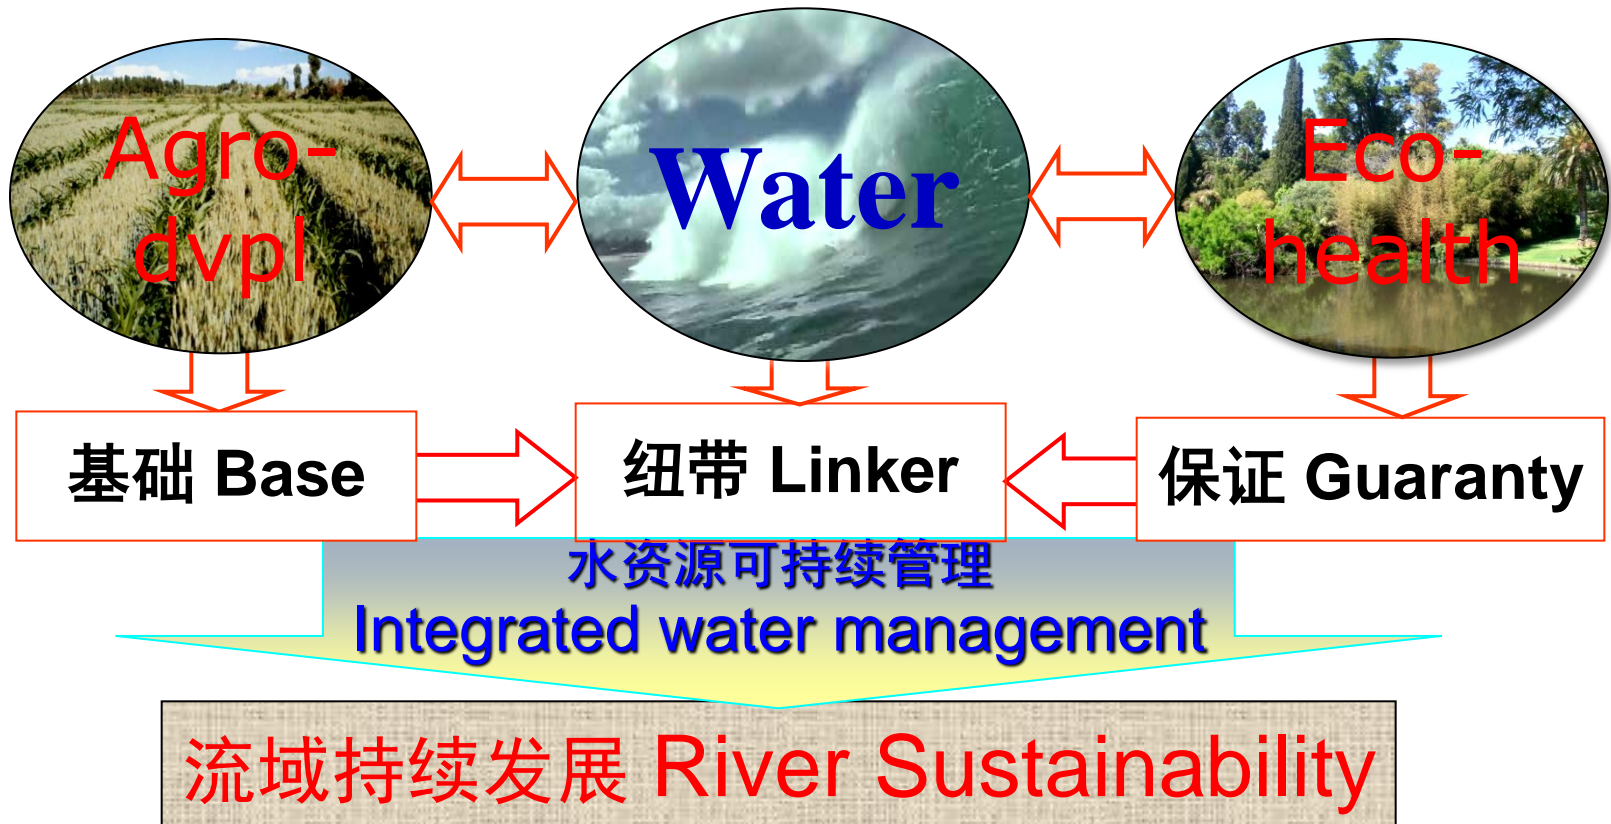 Agro-
dvpl
Water
Eco-
health
基础 Base
纽带 Linker
保证 Guaranty
水资源可持续管理
Integrated water management
流域持续发展 River Sustainability